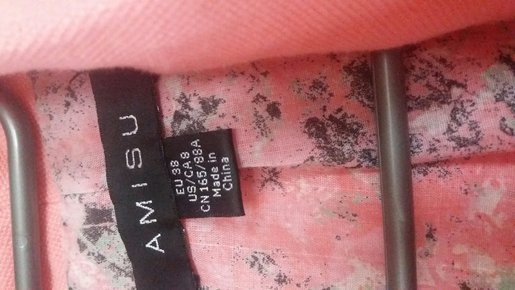 AMISU
EU 38
US/CA 8
CN 165/88A
Made in
China